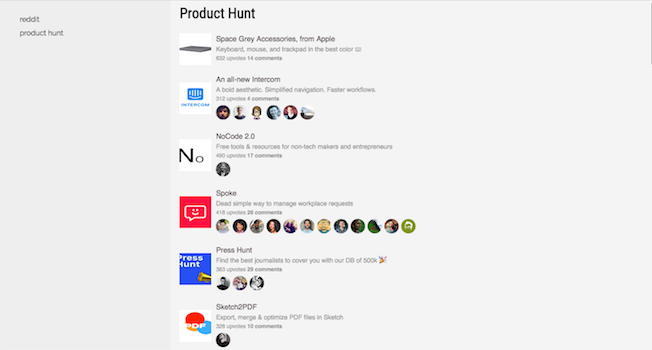 reddit
product hunt
Product Hunt
Space Grey Accessories, from Apple
Keyboard, mouse, and trackpad in the best color
632 upvotes 14 comments
An all-new Intercom
A bold aesthetic. Simplified navigation. Faster workflows.
312 upvotes 4 comments
INTERCOM
NoCode 2.0
Free tools & resources for non-tech makers and entrepreneurs
490 upvotes 17 comments
No
Spoke
Dead simple way to manage workplace requests
418 upvotes 28 comments
Press Hunt
Find the best journalists to cover you with our DB of 500k 🎉
363 upvotes 29 comments
Press
Hunt
Sketch2PDF
Export, merge & optimize PDF files in Sketch
326 upvotes 10 comments
PDF